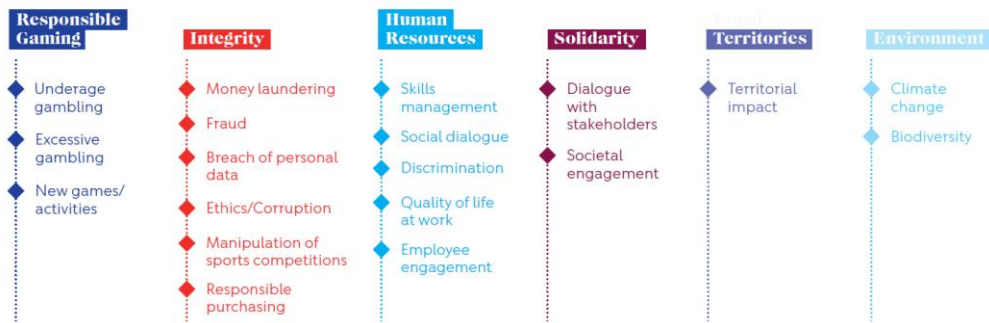 Responsible
Gaming
Underage
gambling
Excessive
gambling
New games/
activities
Integrity
Money laundering
Fraud
Breach of personal
data
Ethics/Corruption
Manipulation of
sports competitions
Responsible
purchasing
Human
Resources
Skills
management
Social dialogue
Discrimination
Quality of life
at work
Employee
engagement
Solidarity
Dialogue
with
stakeholders
Societal
engagement
Local
Territories
Territorial
impact
Environment
Climate
change
Biodiversity